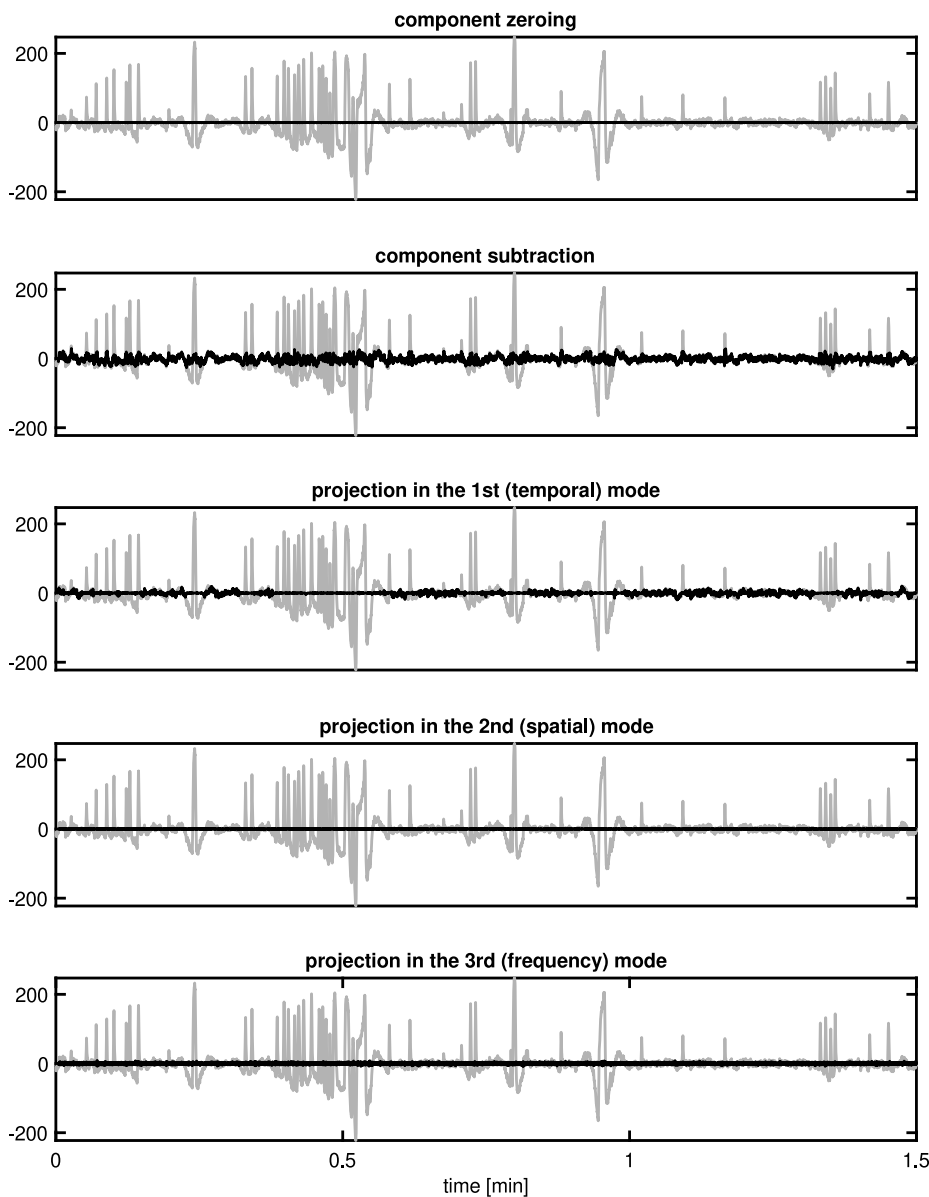 component zeroing
200
0
-200
component subtraction
200
0
-200
projection in the 1st (temporal) mode
200
0
-200
projection in the 2nd (spatial) mode
200
0
-200
projection in the 3rd (frequency) mode
200
0
-200
0 0.5 1 1.5
time [min]